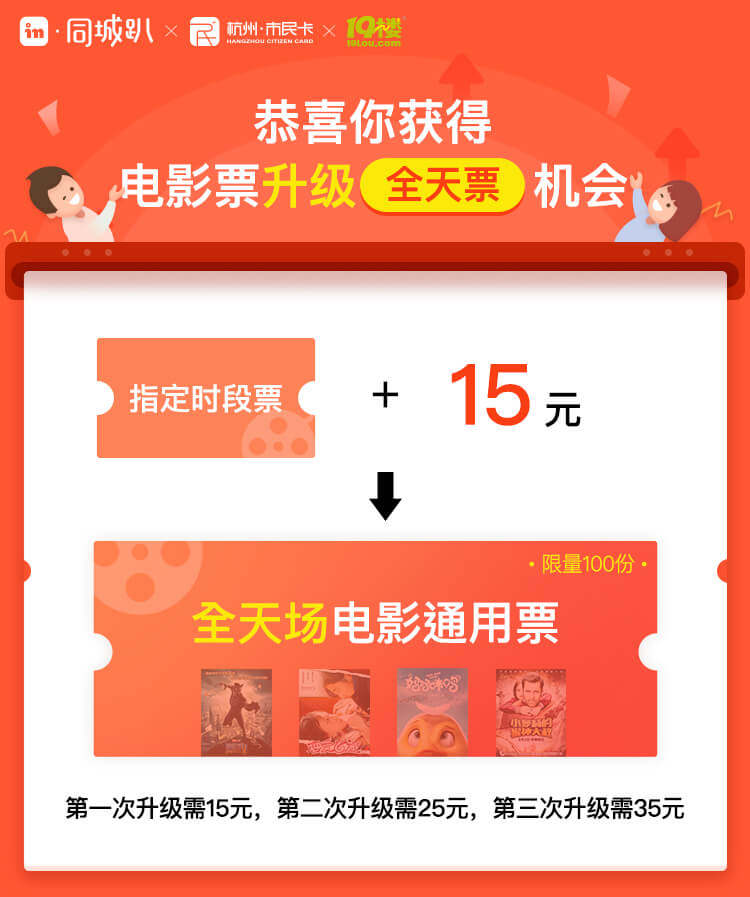 in · 同城趴 × 杭州·市民卡 × 19楼
HANGZHOU CITIZEN CARD 19Lou.com
恭喜你获得
电影票升级 全天票 机会
指定时段票 + 15 元
• 限量100份 •
全天场电影通用票
第一次升级需15元，第二次升级需25元，第三次升级需35元